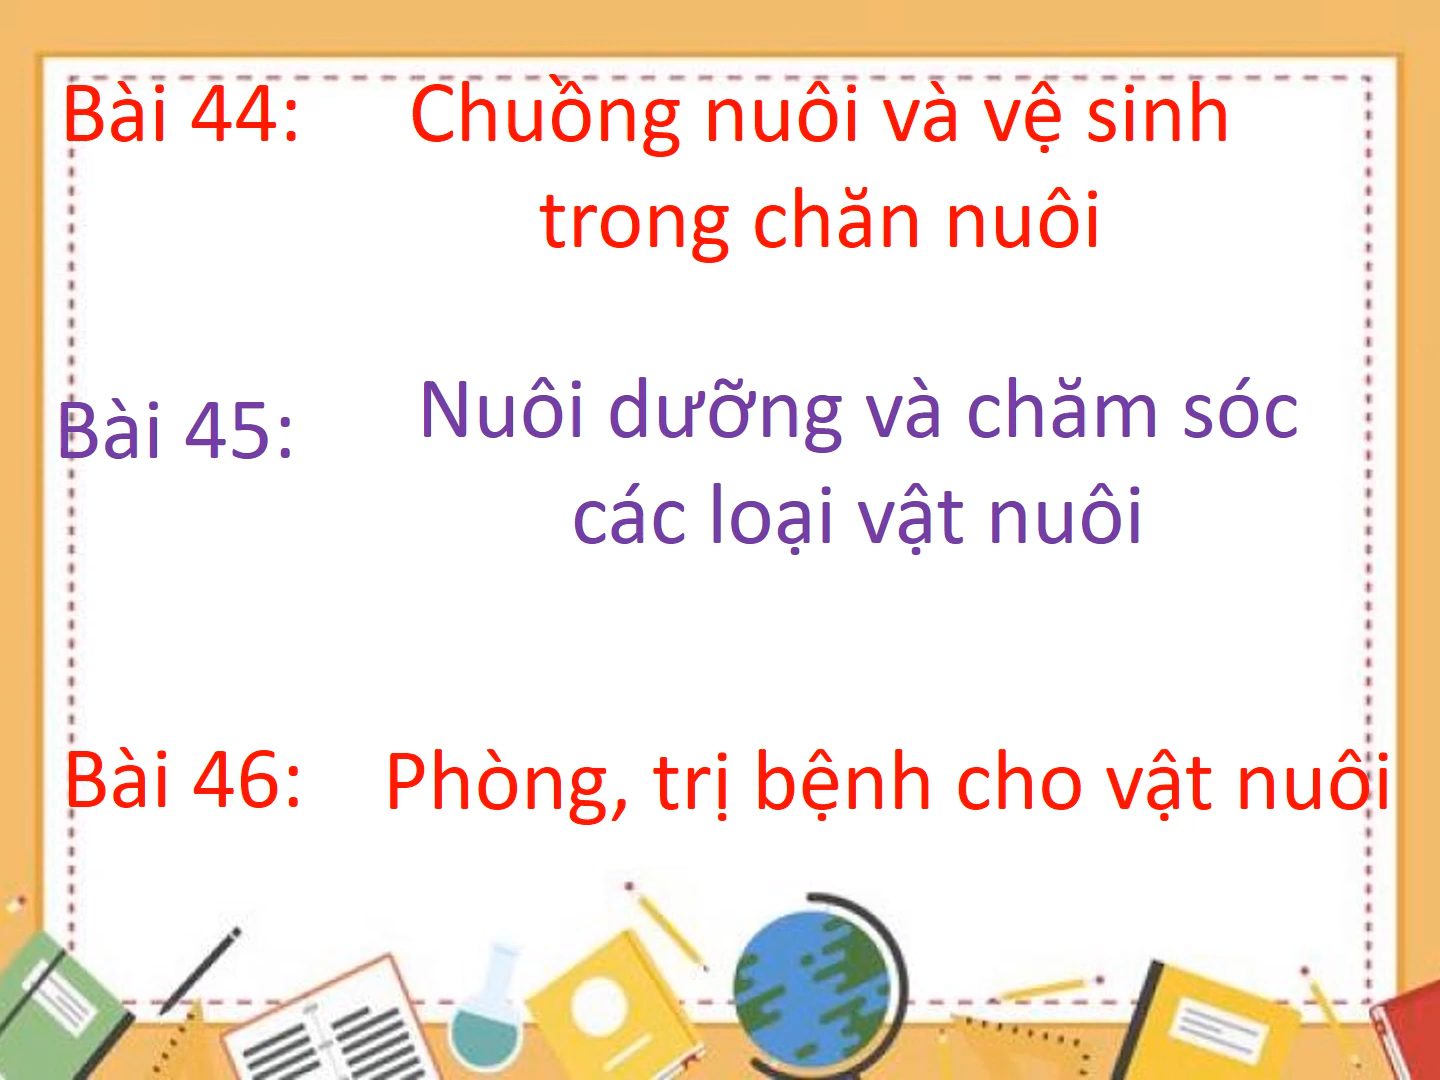 Bài 44: Chuồng nuôi và vệ sinh
trong chăn nuôi
Bài 45: Nuôi dưỡng và chăm sóc
các loại vật nuôi
Bài 46: Phòng, trị bệnh cho vật nuôi